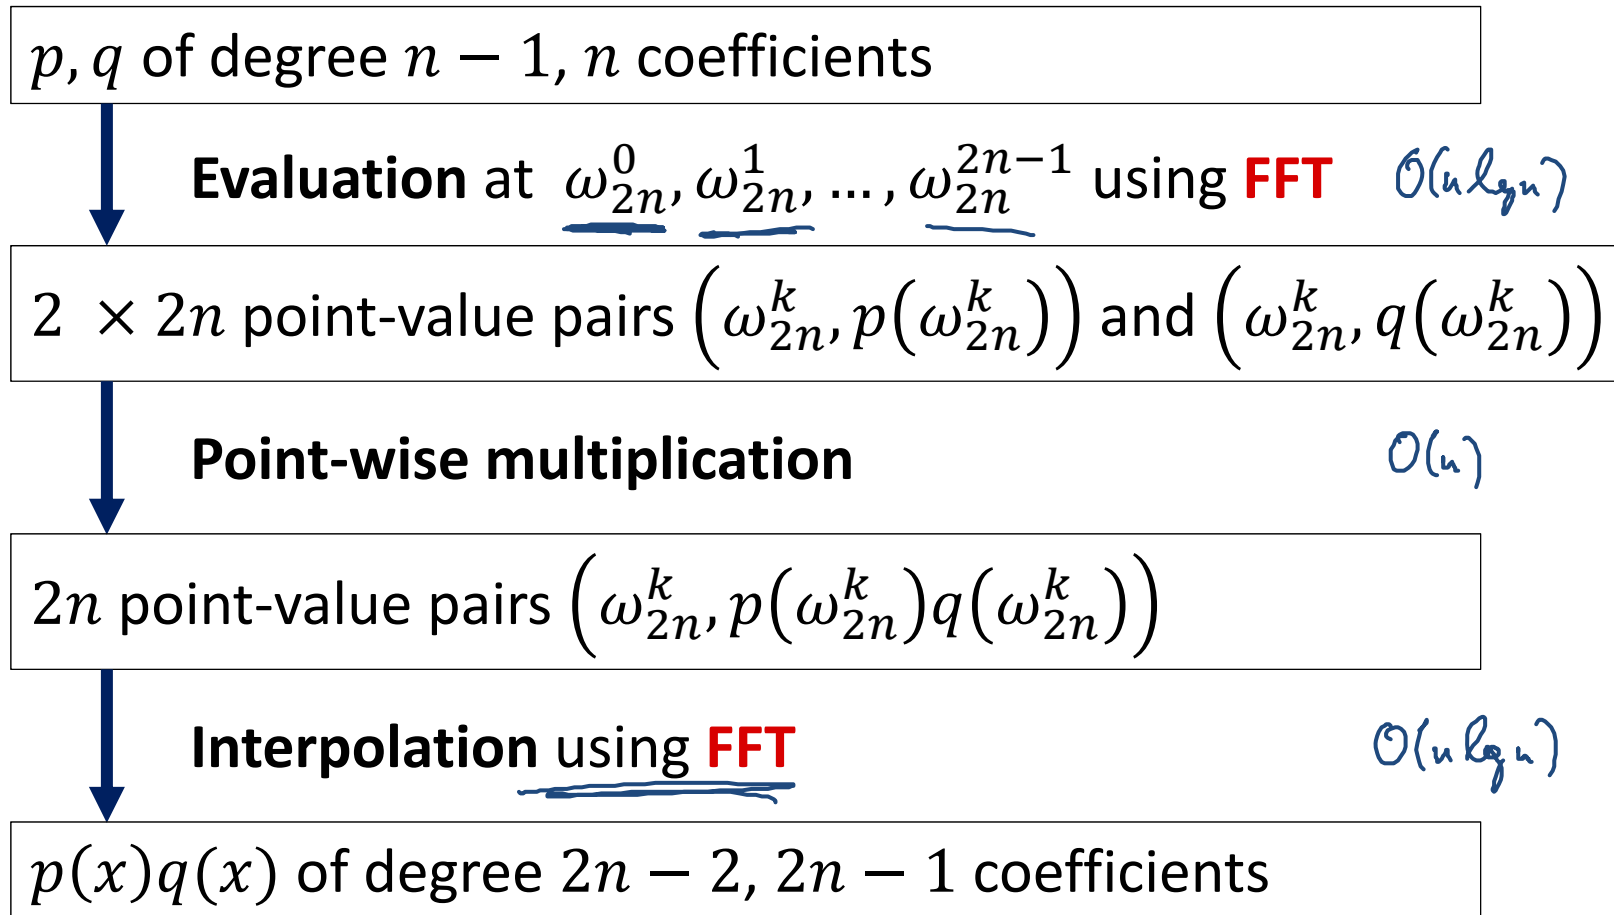 p, q of degree n − 1, n coefficients
Evaluation at ω_{2n}^{0}, ω_{2n}^{1}, …, ω_{2n}^{2n−1} using FFT O(n log n)
2 × 2n point-value pairs (ω_{2n}^{k}, p(ω_{2n}^{k})) and (ω_{2n}^{k}, q(ω_{2n}^{k}))
Point-wise multiplication O(n)
2n point-value pairs (ω_{2n}^{k}, p(ω_{2n}^{k})q(ω_{2n}^{k}))
Interpolation using FFT O(n log n)
p(x)q(x) of degree 2n − 2, 2n − 1 coefficients